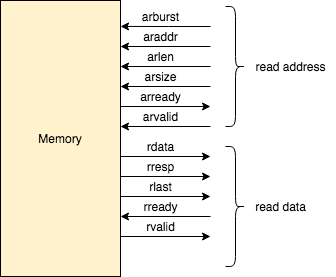 arburst
araddr
arlen
arsize
arready
arvalid
read address
Memory
rdata
rresp
rlast
rready
rvalid
read data